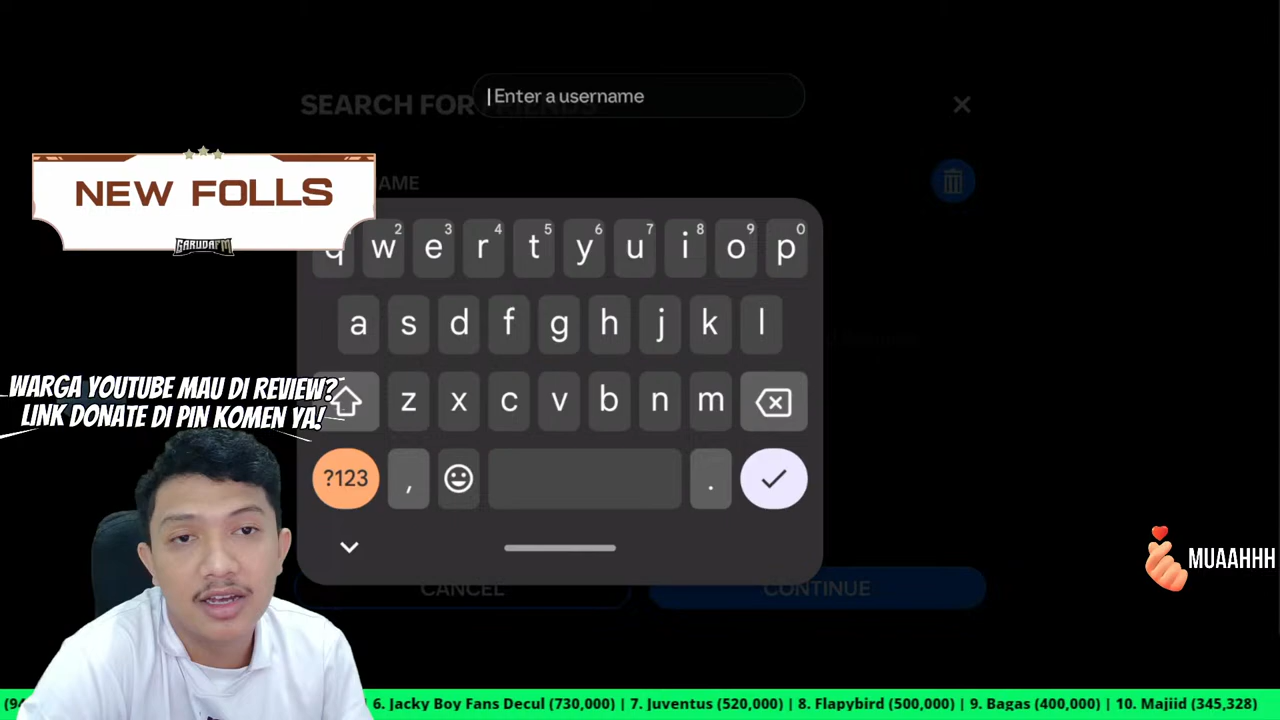 Enter a username
SEARCH FOR
NEW FOLLS
GARUDAFM
AME
q w e r t y u i o p
2 3 4 5 6 7 8 9 0
a s d f g h j k l
z x c v b n m
?123 , .
WARGA YOUTUBE MAU DI REVIEW?
LINK DONATE DI PIN KOMEN YA!
MUAAHHH
CANCEL
CONTINUE
(94 | 6. Jacky Boy Fans Decul (730,000) | 7. Juventus (520,000) | 8. Flapybird (500,000) | 9. Bagas (400,000) | 10. Majiid (345,328)